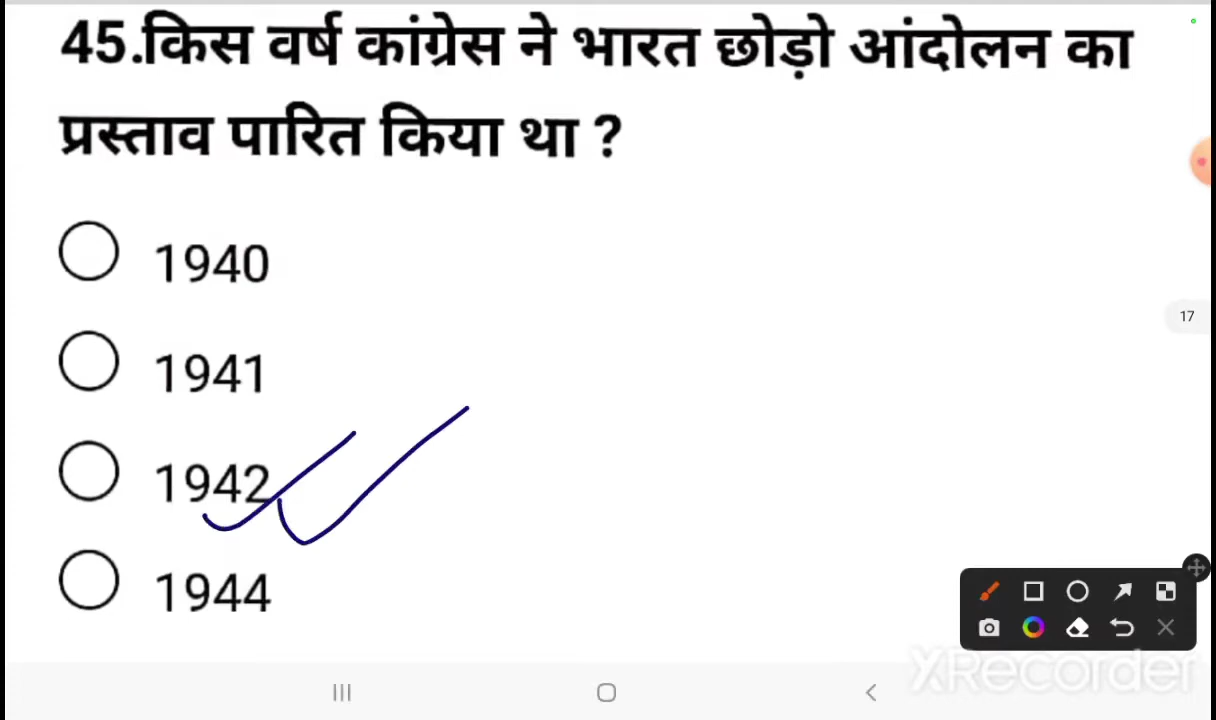 45.किस वर्ष कांग्रेस ने भारत छोड़ो आंदोलन का
प्रस्ताव पारित किया था ?
1940
1941
1942
1944
17
XRecorder